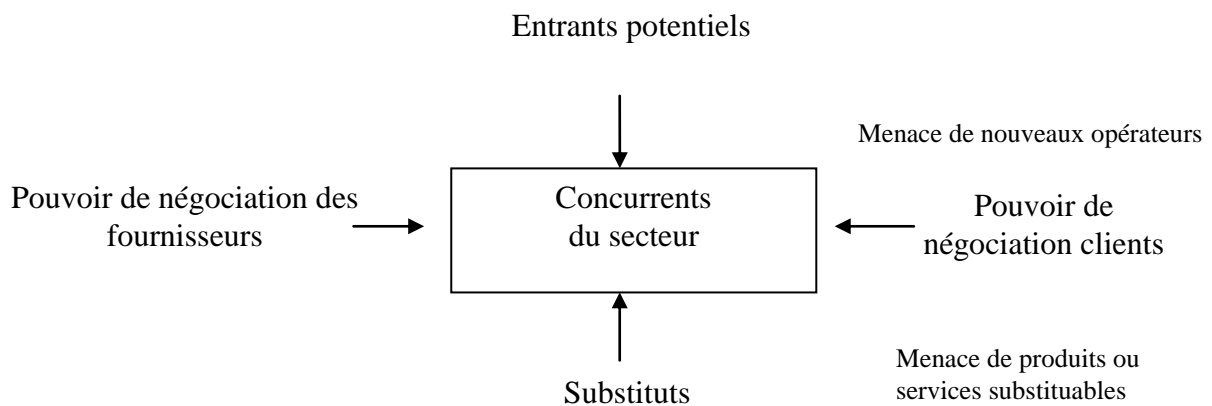 Entrants potentiels
Menace de nouveaux opérateurs
Pouvoir de négociation des
fournisseurs
Concurrents
du secteur
Pouvoir de
négociation clients
Menace de produits ou
services substituables
Substituts